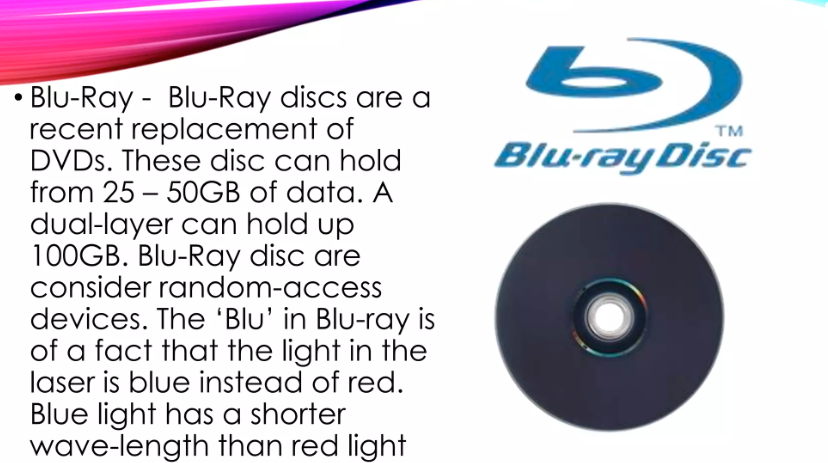 • Blu-Ray -  Blu-Ray discs are a
recent replacement of
DVDs. These disc can hold
from 25 – 50GB of data. A
dual-layer can hold up
100GB. Blu-Ray disc are
consider random-access
devices. The ‘Blu’ in Blu-ray is
of a fact that the light in the
laser is blue instead of red.
Blue light has a shorter
wave-length than red light
TM
Blu-ray Disc